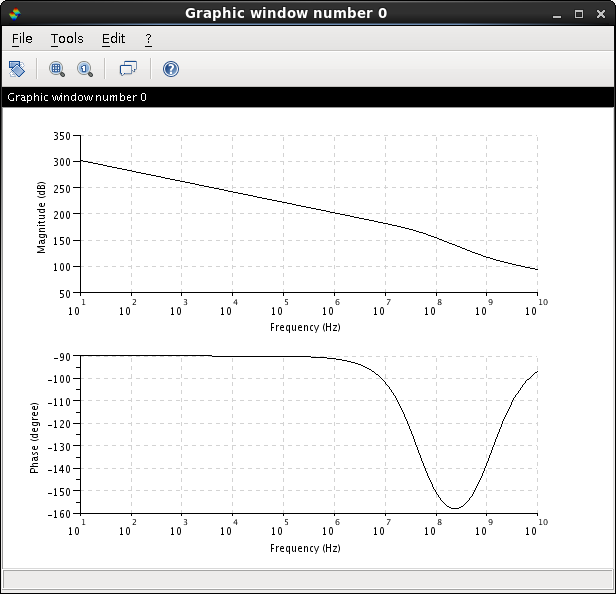 Graphic window number 0
File Tools Edit ?
Graphic window number 0
350
300
250
200
150
100
50
Magnitude (dB)
10 1 10 2 10 3 10 4 10 5 10 6 10 7 10 8 10 9 10 10
Frequency (Hz)
-90
-100
-110
-120
-130
-140
-150
-160
Phase (degree)
10 1 10 2 10 3 10 4 10 5 10 6 10 7 10 8 10 9 10 10
Frequency (Hz)